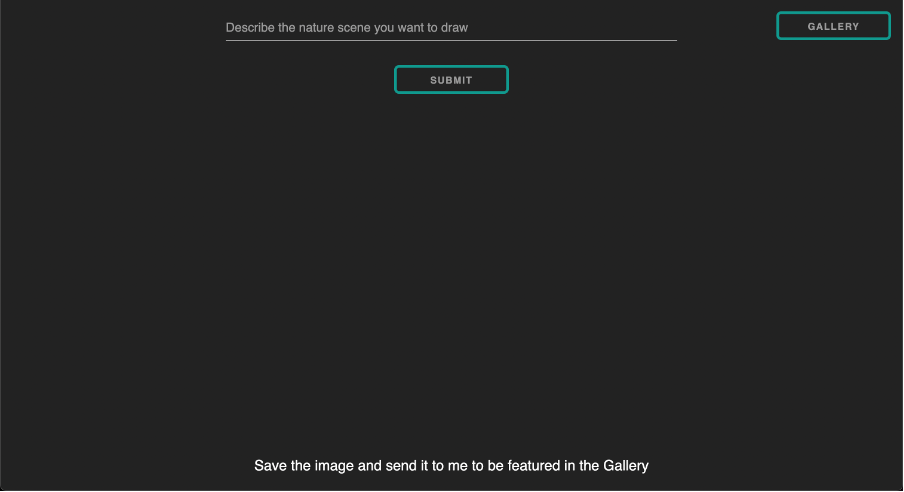 Describe the nature scene you want to draw
GALLERY
SUBMIT
Save the image and send it to me to be featured in the Gallery